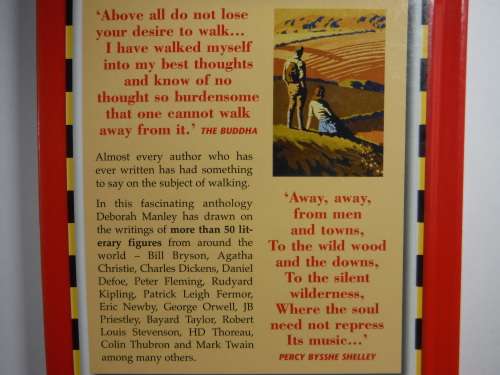 ‘Above all do not lose
your desire to walk...
I have walked myself
into my best thoughts
and know of no
thought so burdensome
that one cannot walk
away from it.’ THE BUDDHA
Almost every author who has
ever written has had something
to say on the subject of walking.
In this fascinating anthology
Deborah Manley has drawn on
the writings of more than 50 lit-
erary figures from around the
world – Bill Bryson, Agatha
Christie, Charles Dickens, Daniel
Defoe, Peter Fleming, Rudyard
Kipling, Patrick Leigh Fermor,
Eric Newby, George Orwell, JB
Priestley, Bayard Taylor, Robert
Louis Stevenson, HD Thoreau,
Colin Thubron and Mark Twain
among many others.
‘Away, away,
from men
and towns,
To the wild wood
and the downs,
To the silent
wilderness,
Where the soul
need not repress
Its music...’
PERCY BYSSHE SHELLEY